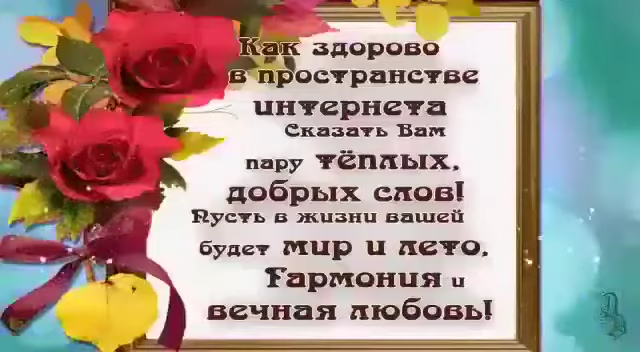 Как здорово
в пространстве
интернета
Сказать Вам
пару тёплых,
добрых слов!
Пусть в жизни вашей
будет мир и лето,
Гармония и
вечная любовь!